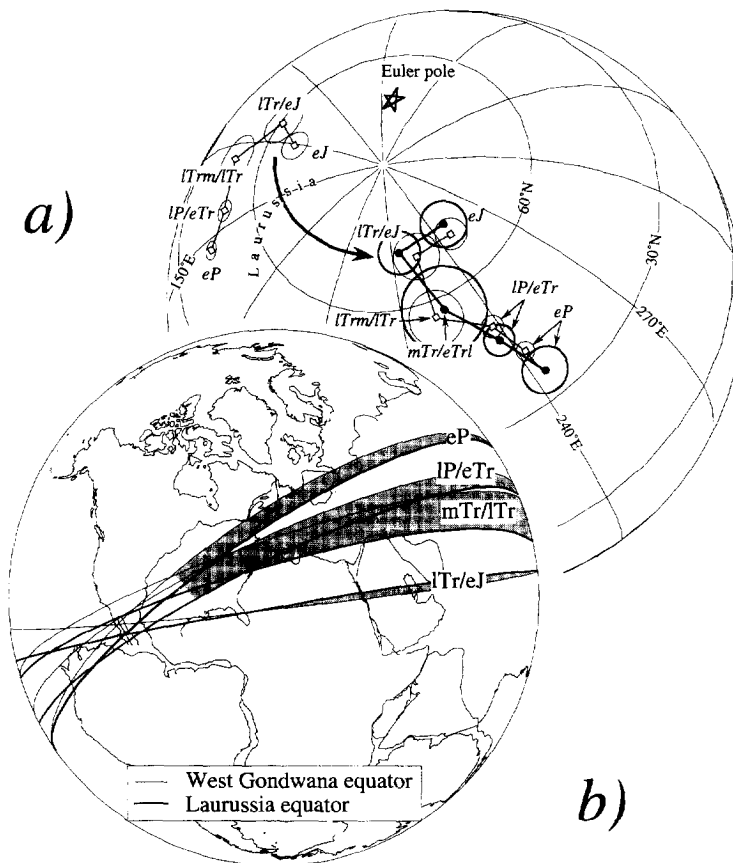 a)
Euler pole
lTr/eJ
eJ
lTrm/lTr
lP/eTr
eP
150°E
Laurussia
lTr/eJ
eJ
60°N
30°N
lP/eTr
eP
270°E
lTrm/lTr
mTr/eTrl
240°E
eP
lP/eTr
mTr/lTr
lTr/eJ
West Gondwana equator
Laurussia equator
b)